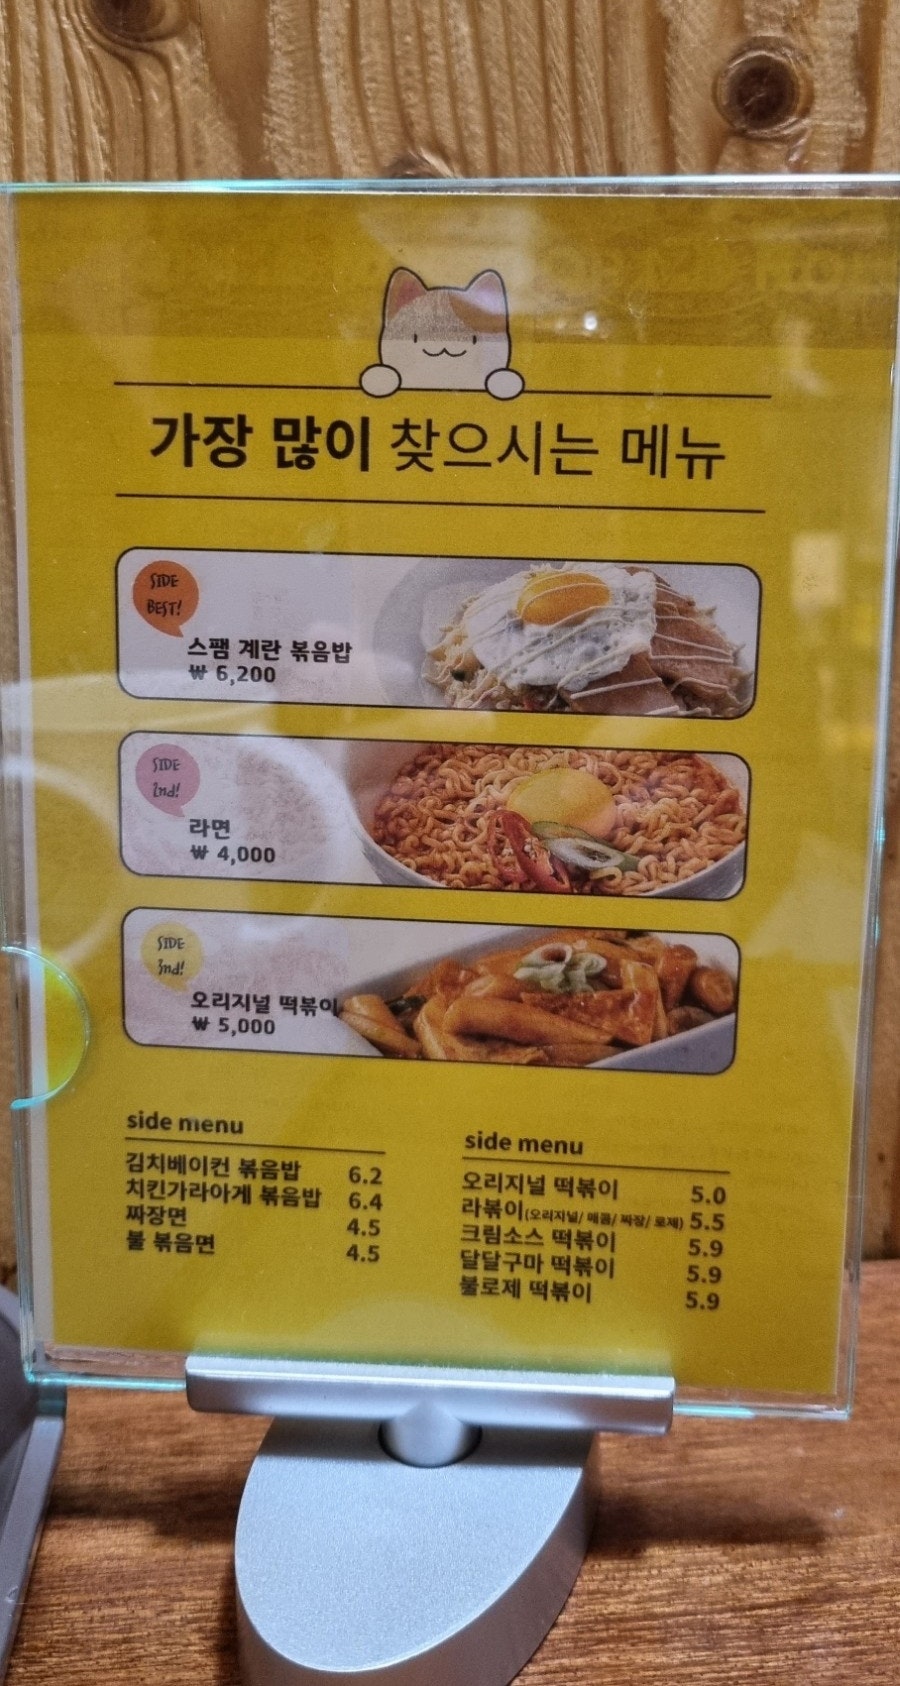 가장 많이 찾으시는 메뉴
SIDE
BEST!
스팸 계란 볶음밥
₩ 6,200
SIDE
2nd!
라면
₩ 4,000
SIDE
3nd!
오리지널 떡볶이
₩ 5,000
side menu
김치베이컨 볶음밥 6.2
치킨가라아게 볶음밥 6.4
짜장면 4.5
불 볶음면 4.5
side menu
오리지널 떡볶이 5.0
라볶이(오리지널/ 매콤/ 짜장/ 로제) 5.5
크림소스 떡볶이 5.9
달달구마 떡볶이 5.9
불로제 떡볶이 5.9